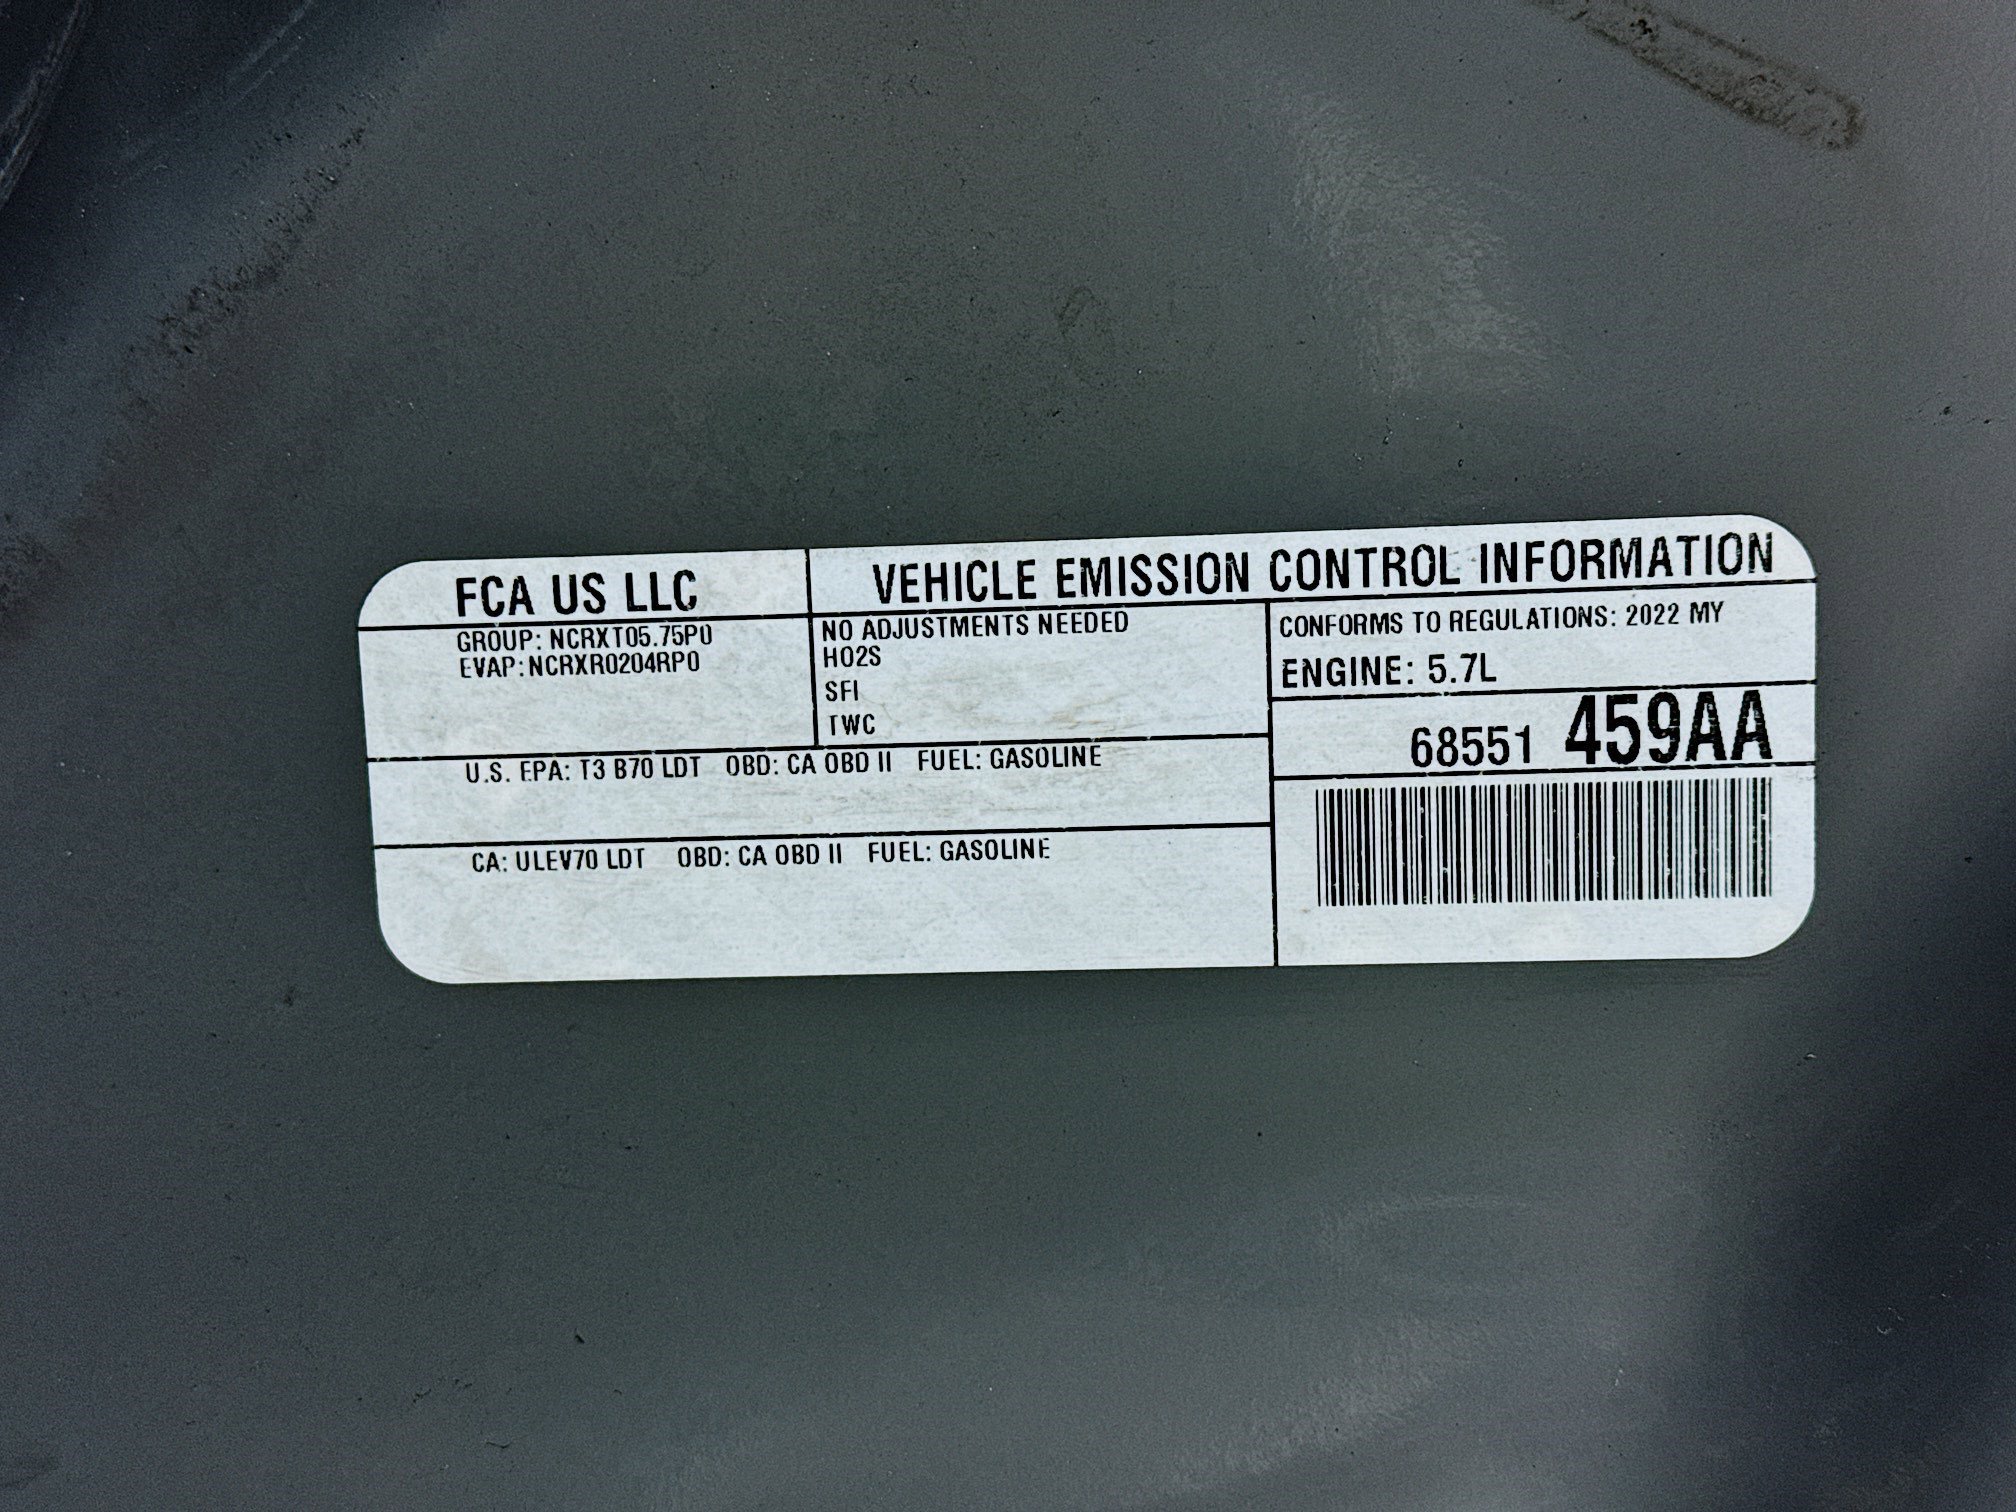 FCA US LLC
VEHICLE EMISSION CONTROL INFORMATION
GROUP: NCRXT05.75P0
EVAP: NCRXR0204RP0
NO ADJUSTMENTS NEEDED
HO2S
SFI
TWC
CONFORMS TO REGULATIONS: 2022 MY
ENGINE: 5.7L
68551 459AA
U.S. EPA: T3 B70 LDT OBD: CA OBD II FUEL: GASOLINE
CA: ULEV70 LDT OBD: CA OBD II FUEL: GASOLINE